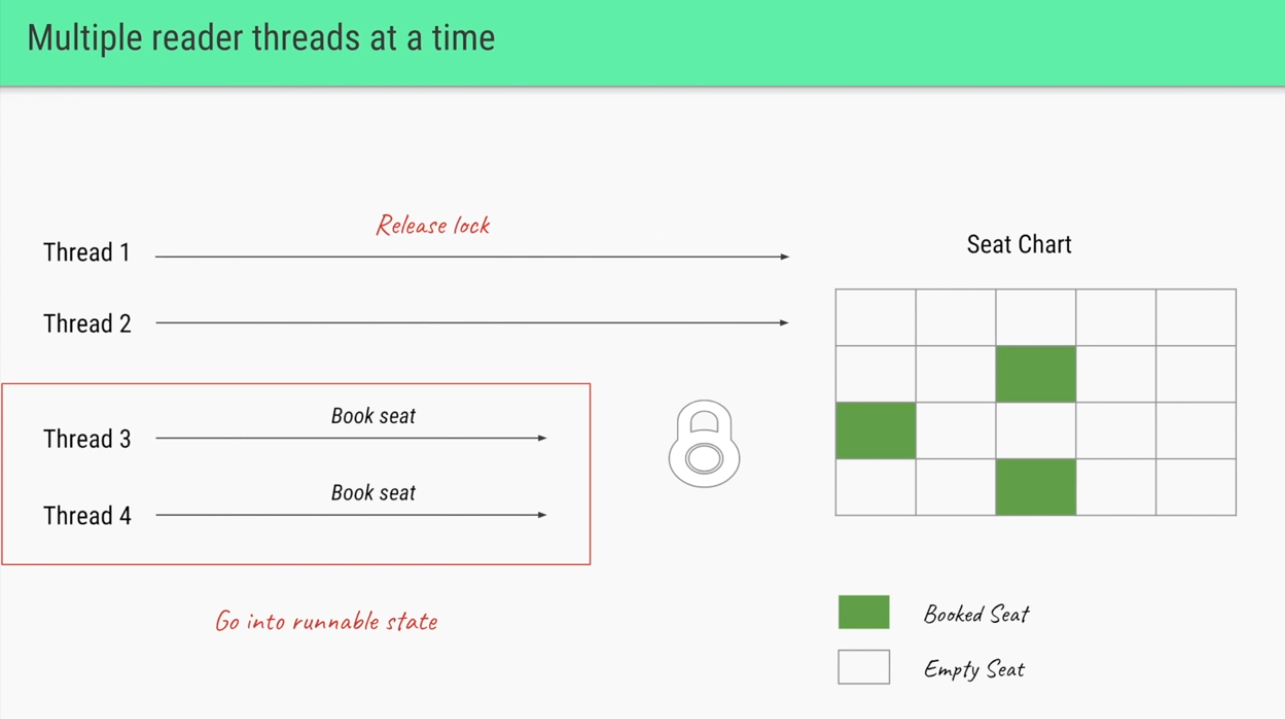 Multiple reader threads at a time
Release lock
Thread 1
Thread 2
Seat Chart
Book seat
Thread 3
Book seat
Thread 4
Go into runnable state
Booked Seat
Empty Seat